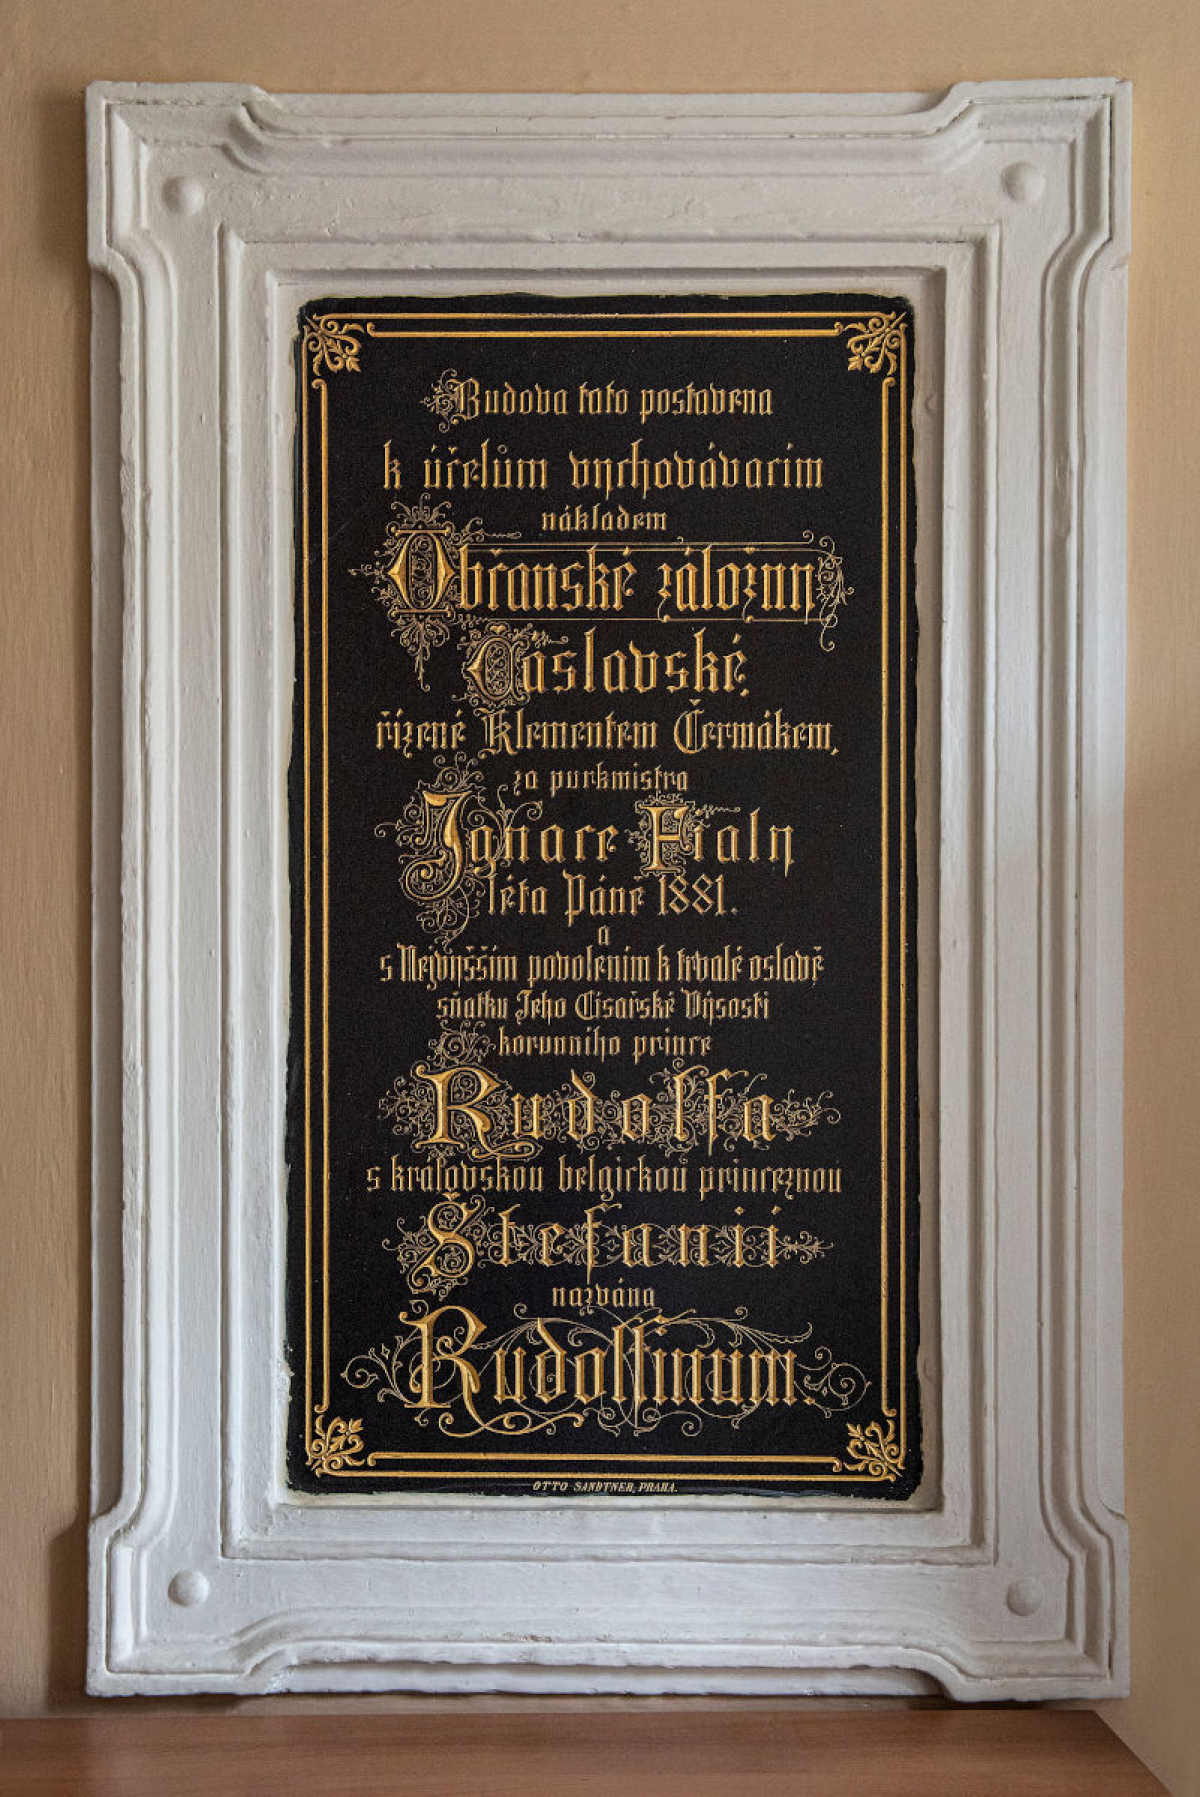 Budova tato postavena
k účelům vychovávacím
nákladem
Občanské záložny
Čáslavské,
řízené Klementem Čermákem,
za purkmistra
Ignace Fialy
léta Páně 1881.
a
s Nejvyšším povolením k trvalé oslavě
sňatku Jeho Císařské Výsosti
korunního prince
Rudolfa
s královskou belgickou princeznou
Štefanií
nazvána
Rudolfinum.
OTTO SANDTNER, PRAHA.